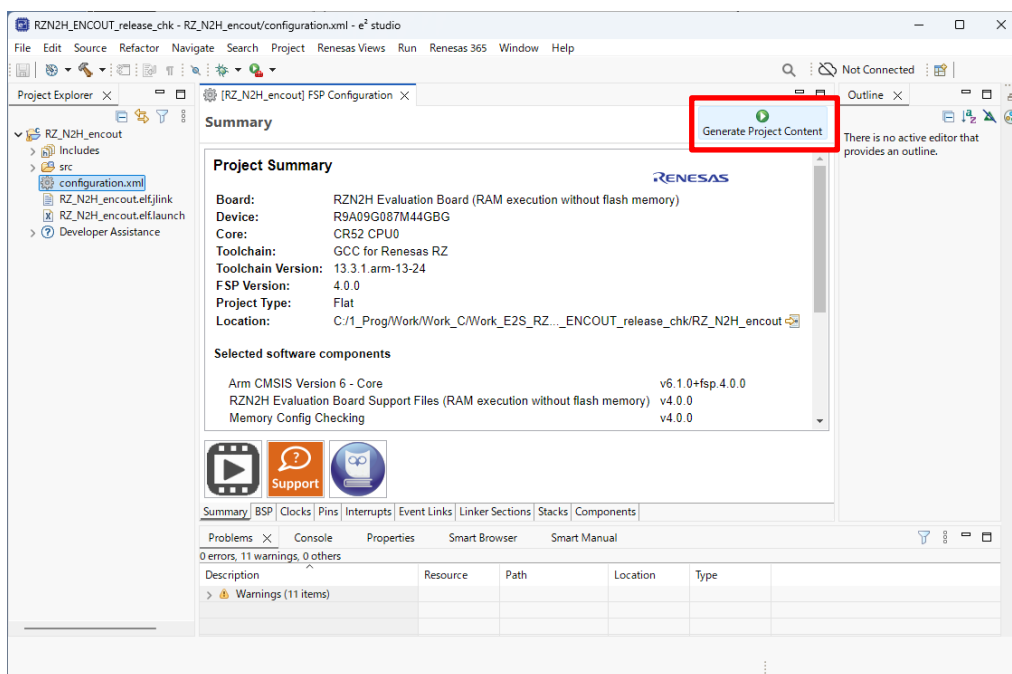 RZN2H_ENCOUT_release_chk - RZ_N2H_encout/configuration.xml - e² studio
File Edit Source Refactor Navigate Search Project Renesas Views Run Renesas 365 Window Help
Not Connected
Project Explorer
[RZ_N2H_encout] FSP Configuration
Outline
Summary
Generate Project Content
There is no active editor that
provides an outline.
RZ_N2H_encout
Includes
src
configuration.xml
RZ_N2H_encout.elf.jlink
RZ_N2H_encout.elf.launch
Developer Assistance
Project Summary
RENESAS
Board: RZN2H Evaluation Board (RAM execution without flash memory)
Device: R9A09G087M44GBG
Core: CR52 CPU0
Toolchain: GCC for Renesas RZ
Toolchain Version: 13.3.1.arm-13-24
FSP Version: 4.0.0
Project Type: Flat
Location: C:/1_Prog/Work/Work_C/Work_E2S_RZ..._ENCOUT_release_chk/RZ_N2H_encout
Selected software components
Arm CMSIS Version 6 - Core v6.1.0+fsp.4.0.0
RZN2H Evaluation Board Support Files (RAM execution without flash memory) v4.0.0
Memory Config Checking v4.0.0
Support
Summary BSP Clocks Pins Interrupts Event Links Linker Sections Stacks Components
Problems Console Properties Smart Browser Smart Manual
0 errors, 11 warnings, 0 others
Description Resource Path Location Type
Warnings (11 items)